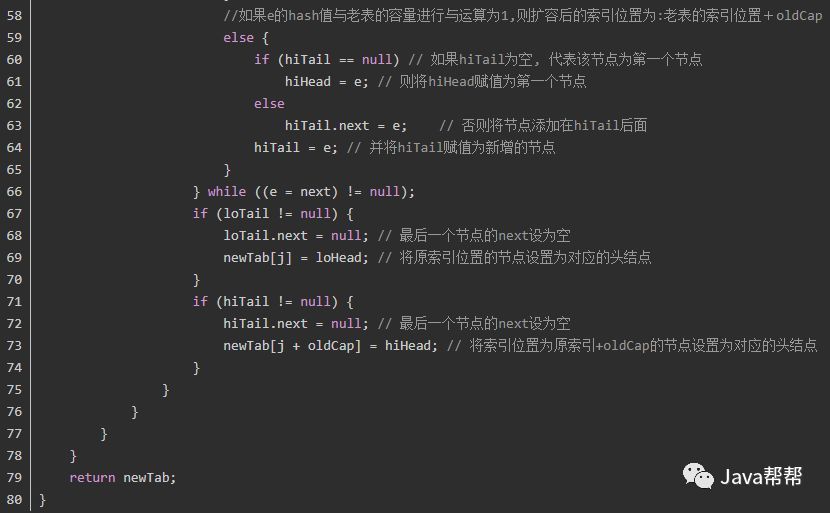 58 //如果e的hash值与老表的容量进行与运算为1,则扩容后的索引位置为:老表的索引位置＋oldCap
59 else {
60 if (hiTail == null) // 如果hiTail为空, 代表该节点为第一个节点
61 hiHead = e; // 则将hiHead赋值为第一个节点
62 else
63 hiTail.next = e; // 否则将节点添加在hiTail后面
64 hiTail = e; // 并将hiTail赋值为新增的节点
65 }
66 } while ((e = next) != null);
67 if (loTail != null) {
68 loTail.next = null; // 最后一个节点的next设为空
69 newTab[j] = loHead; // 将原索引位置的节点设置为对应的头结点
70 }
71 if (hiTail != null) {
72 hiTail.next = null; // 最后一个节点的next设为空
73 newTab[j + oldCap] = hiHead; // 将索引位置为原索引+oldCap的节点设置为对应的头结点
74 }
75 }
76 }
77 }
78 }
79 return newTab;
80 }
Java帮帮